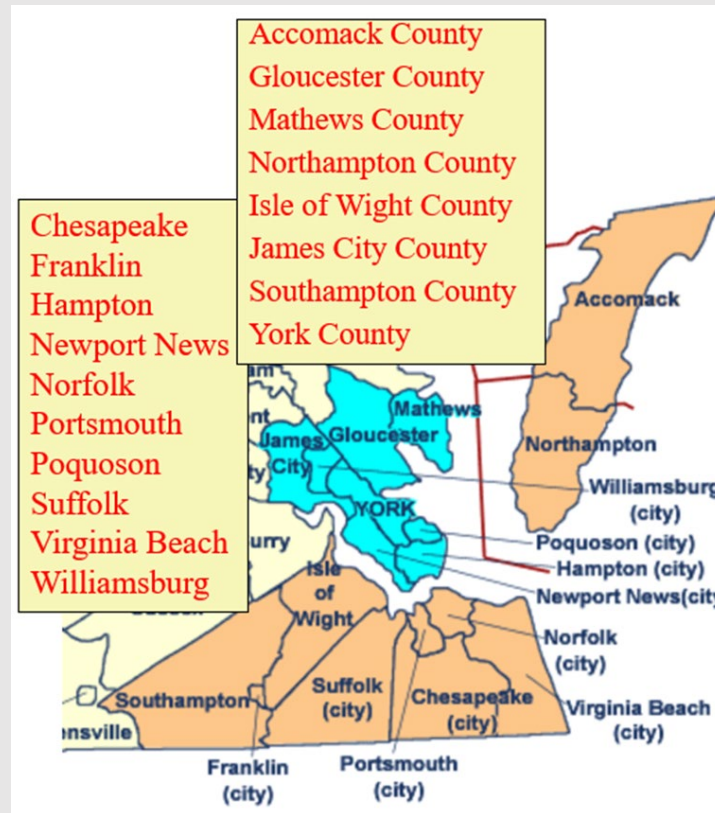 Accomack County
Gloucester County
Mathews County
Northampton County
Isle of Wight County
James City County
Southampton County
York County
Chesapeake
Franklin
Hampton
Newport News
Norfolk
Portsmouth
Poquoson
Suffolk
Virginia Beach
Williamsburg
Accomack
Mathews
Gloucester
James
City
Northampton
Williamsburg
(city)
YORK
Poquoson (city)
Hampton (city)
Newport News(cit
urry
Isle
of
Wight
Norfolk
(city)
Southampton
Suffolk
(city)
Chesapeake
(city)
Virginia Beach
(city)
ensville
Franklin
(city)
Portsmouth
(city)